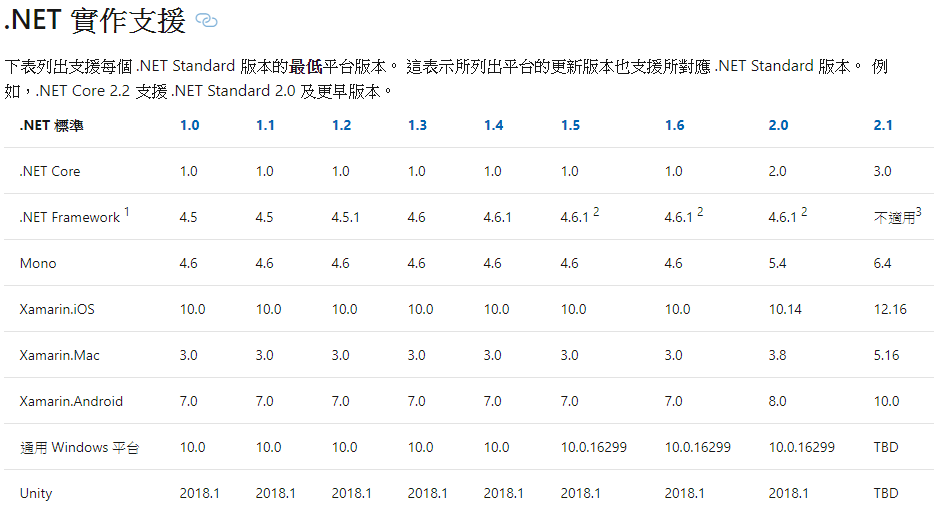 .NET 實作支援
下表列出支援每個 .NET Standard 版本的最低平台版本。 這表示所列出平台的更新版本也支援所對應 .NET Standard 版本。 例
如，.NET Core 2.2 支援 .NET Standard 2.0 及更早版本。
.NET 標準 1.0 1.1 1.2 1.3 1.4 1.5 1.6 2.0 2.1
.NET Core 1.0 1.0 1.0 1.0 1.0 1.0 1.0 2.0 3.0
.NET Framework 1 4.5 4.5 4.5.1 4.6 4.6.1 4.6.1 2 4.6.1 2 4.6.1 2 不適用3
Mono 4.6 4.6 4.6 4.6 4.6 4.6 4.6 5.4 6.4
Xamarin.iOS 10.0 10.0 10.0 10.0 10.0 10.0 10.0 10.14 12.16
Xamarin.Mac 3.0 3.0 3.0 3.0 3.0 3.0 3.0 3.8 5.16
Xamarin.Android 7.0 7.0 7.0 7.0 7.0 7.0 7.0 8.0 10.0
通用 Windows 平台 10.0 10.0 10.0 10.0 10.0 10.0.16299 10.0.16299 10.0.16299 TBD
Unity 2018.1 2018.1 2018.1 2018.1 2018.1 2018.1 2018.1 2018.1 TBD